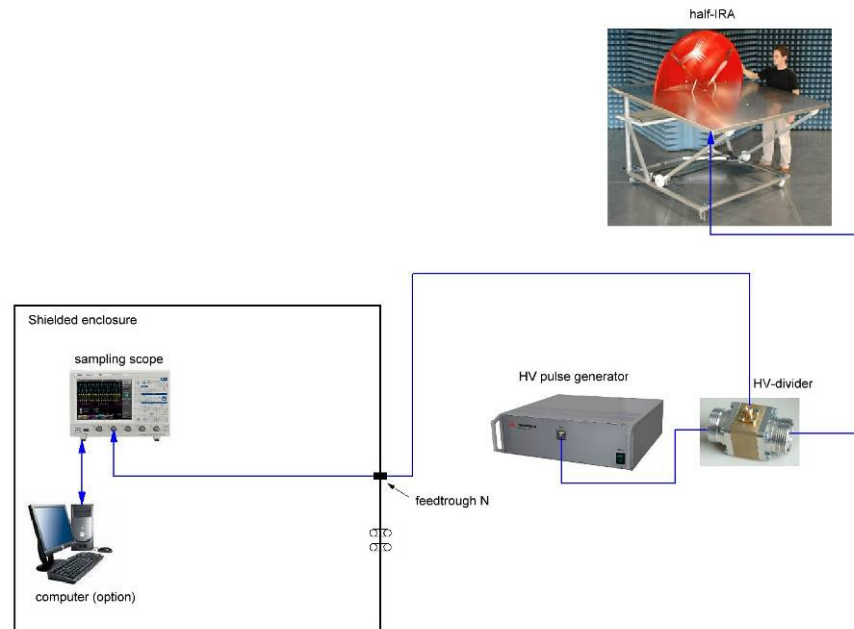 half-IRA
Shielded enclosure
sampling scope
HV pulse generator
HV-divider
feedtrough N
computer (option)